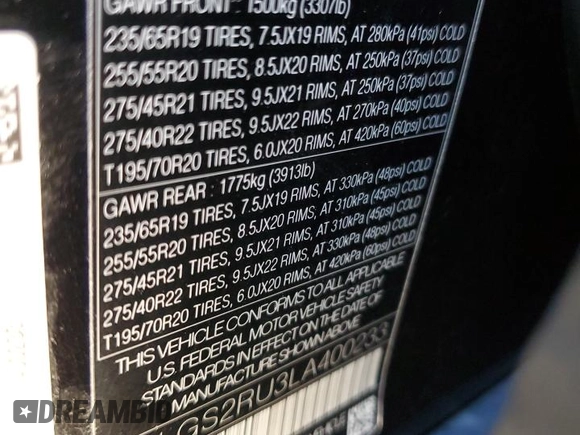 GAWR FRONT : 1500kg (3307lb)
235/65R19 TIRES, 7.5JX19 RIMS, AT 280kPa (41psi) COLD
255/55R20 TIRES, 8.5JX20 RIMS, AT 250kPa (37psi) COLD
275/45R21 TIRES, 9.5JX21 RIMS, AT 250kPa (37psi) COLD
275/40R22 TIRES, 9.5JX22 RIMS, AT 270kPa (40psi) COLD
T195/70R20 TIRES, 6.0JX20 RIMS, AT 420kPa (60psi) COLD
GAWR REAR : 1775kg (3913lb)
235/65R19 TIRES, 7.5JX19 RIMS, AT 330kPa (48psi) COLD
255/55R20 TIRES, 8.5JX20 RIMS, AT 310kPa (45psi) COLD
275/45R21 TIRES, 9.5JX21 RIMS, AT 310kPa (45psi) COLD
275/40R22 TIRES, 9.5JX22 RIMS, AT 330kPa (48psi) COLD
T195/70R20 TIRES, 6.0JX20 RIMS, AT 420kPa (60psi) COLD
THIS VEHICLE CONFORMS TO ALL APPLICABLE
U.S. FEDERAL MOTOR VEHICLE SAFETY
STANDARDS IN EFFECT ON THE DATE OF
MANUFACTURE SHOWN ABOVE
GS2RU3LA400233
DIDIT.COM